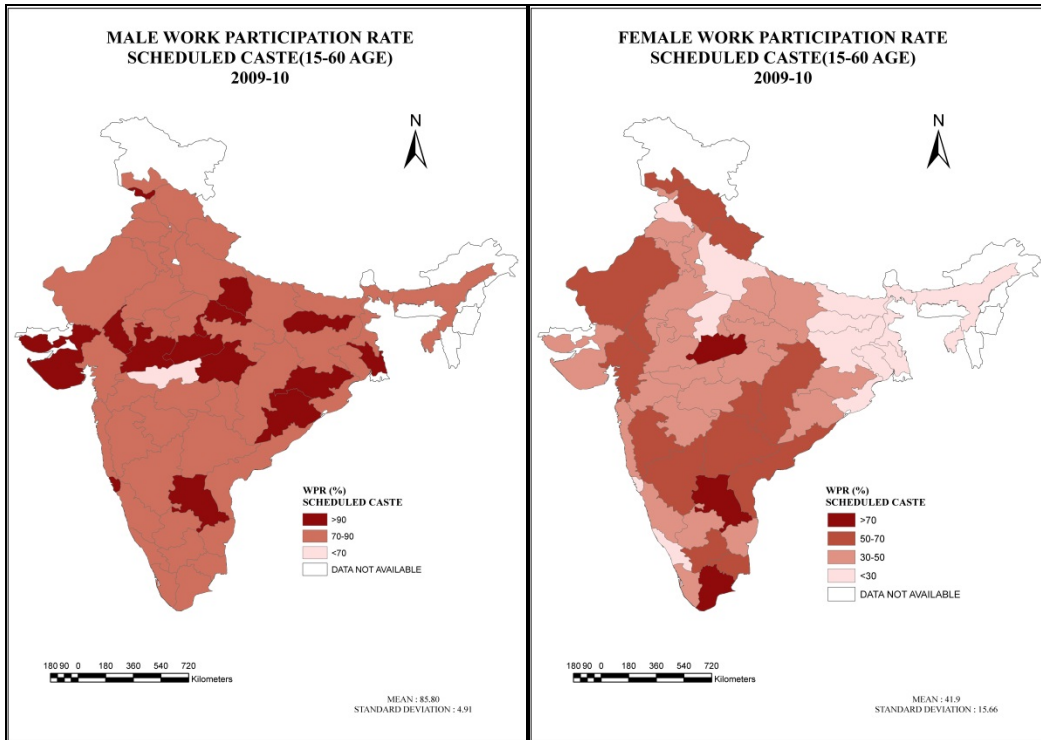 MALE WORK PARTICIPATION RATE
SCHEDULED CASTE(15-60 AGE)
2009-10
N
WPR (%)
SCHEDULED CASTE
>90
70-90
<70
DATA NOT AVAILABLE
180 90 0 180 360 540 720
Kilometers
MEAN : 85.80
STANDARD DEVIATION : 4.91
FEMALE WORK PARTICIPATION RATE
SCHEDULED CASTE(15-60 AGE)
2009-10
N
WPR (%)
SCHEDULED CASTE
>70
50-70
30-50
<30
DATA NOT AVAILABLE
180 90 0 180 360 540 720
Kilometers
MEAN : 41.9
STANDARD DEVIATION : 15.66